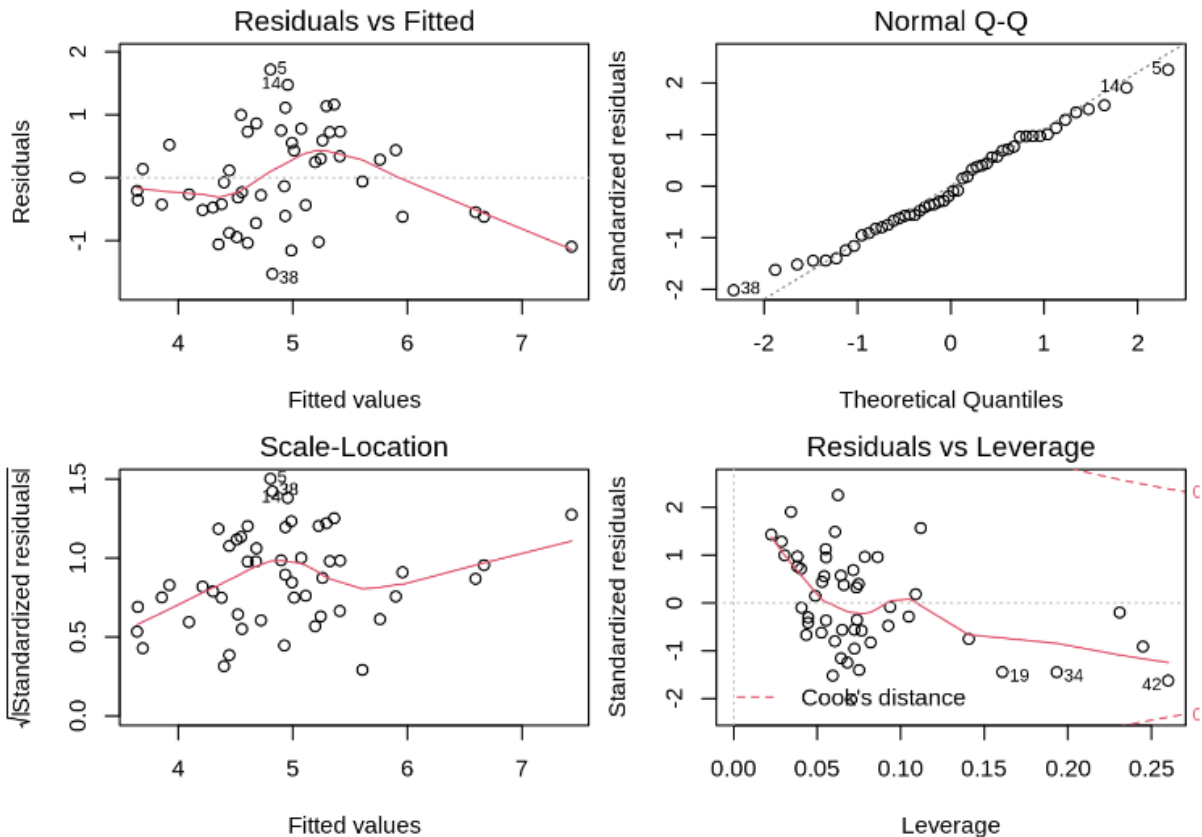 Residuals vs Fitted
Residuals
2
1
0
-1
5
14
38
4 5 6 7
Fitted values
Normal Q-Q
Standardized residuals
2
1
0
-1
-2
5
14
38
-2 -1 0 1 2
Theoretical Quantiles
Scale-Location
√|Standardized residuals|
1.5
1.0
0.5
0.0
5
38
14
4 5 6 7
Fitted values
Residuals vs Leverage
Standardized residuals
2
1
0
-1
-2
19
34
42
Cook's distance
0.00 0.05 0.10 0.15 0.20 0.25
Leverage